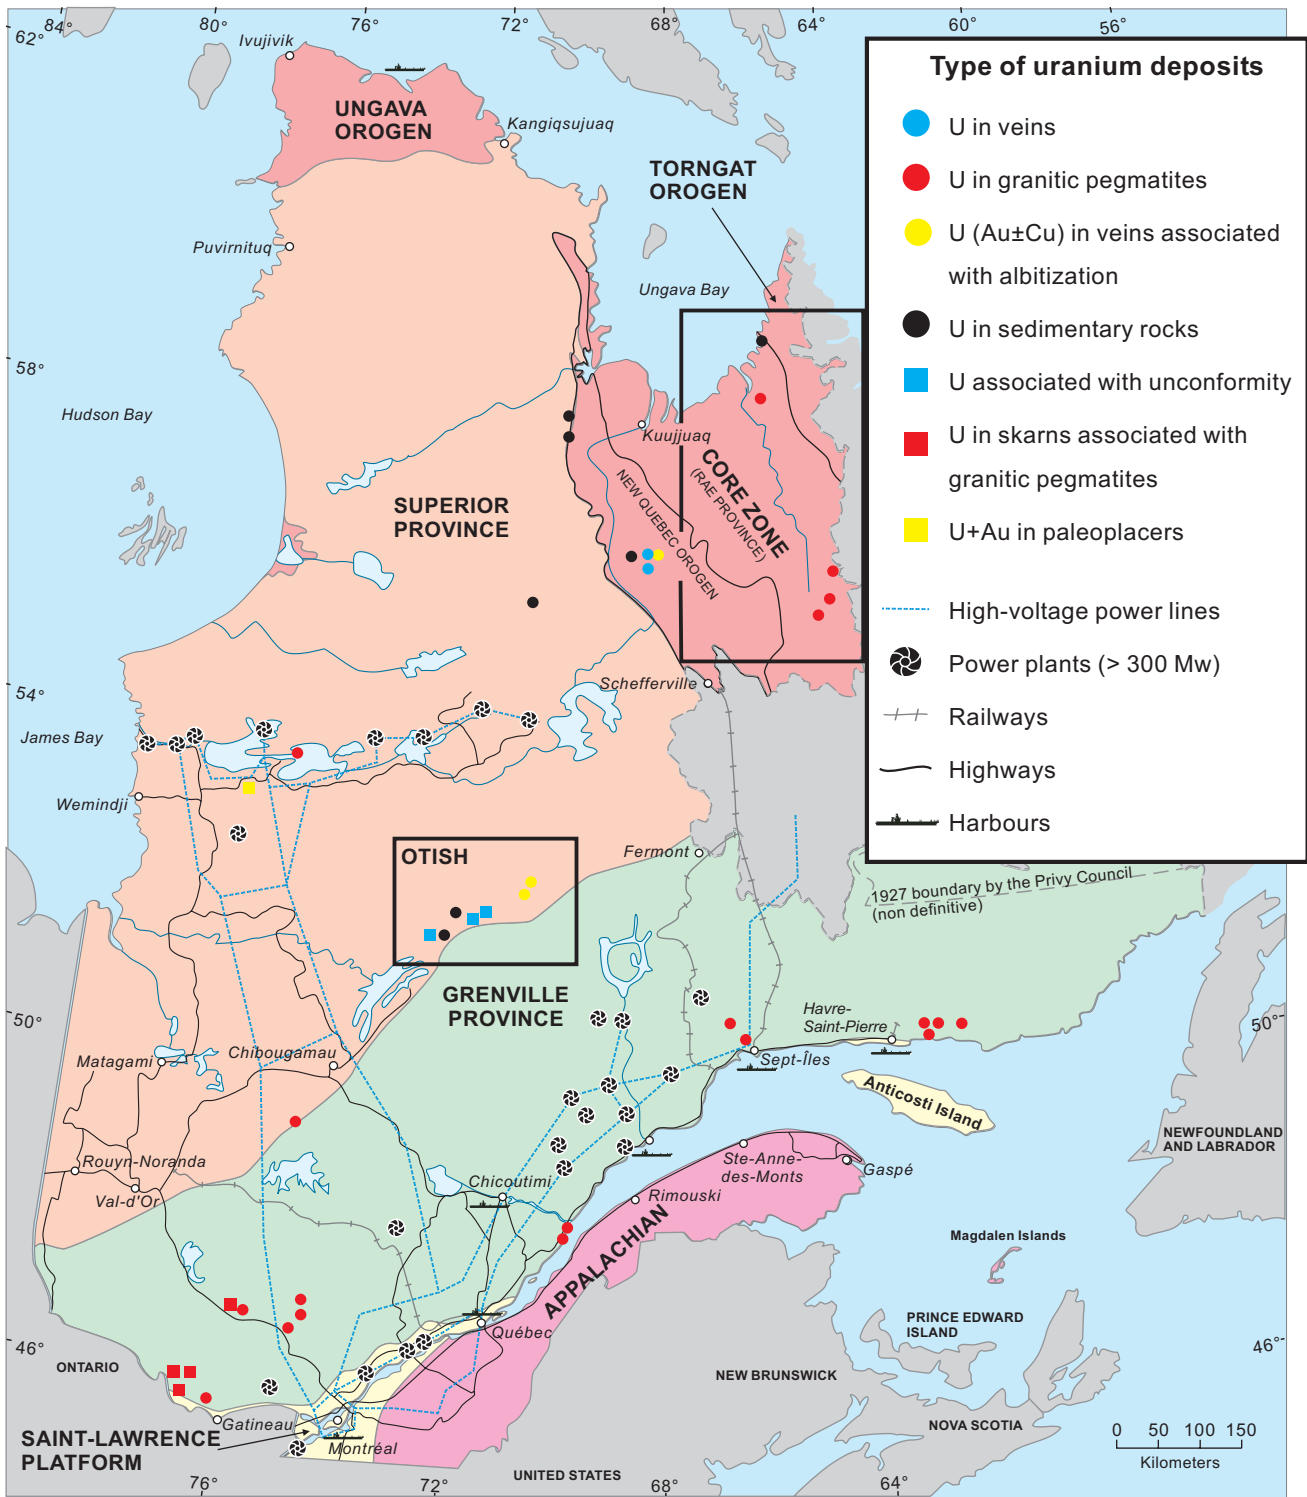 84°
80°
76°
72°
68°
64°
60°
56°
62°
Ivujivik
UNGAVA
OROGEN
Kangiqsujuaq
TORNGAT
OROGEN
Puvirnituq
Ungava Bay
58°
Hudson Bay
Kuujjuaq
CORE ZONE
(RAE PROVINCE)
NEW QUEBEC OROGEN
SUPERIOR
PROVINCE
Schefferville
54°
James Bay
Wemindji
OTISH
Fermont
1927 boundary by the Privy Council
(non definitive)
GRENVILLE
PROVINCE
50°
50°
Havre-
Saint-Pierre
Matagami
Chibougamau
Sept-Îles
Anticosti Island
NEWFOUNDLAND
AND LABRADOR
Rouyn-Noranda
Val-d'Or
Chicoutimi
Ste-Anne-
des-Monts
Gaspé
Rimouski
APPALACHIAN
Magdalen Islands
PRINCE EDWARD
ISLAND
Québec
46°
46°
ONTARIO
NEW BRUNSWICK
NOVA SCOTIA
Gatineau
SAINT-LAWRENCE
PLATFORM
Montréal
UNITED STATES
0 50 100 150
Kilometers
76°
72°
68°
64°
Type of uranium deposits
U in veins
U in granitic pegmatites
U (Au±Cu) in veins associated
with albitization
U in sedimentary rocks
U associated with unconformity
U in skarns associated with
granitic pegmatites
U+Au in paleoplacers
High-voltage power lines
Power plants (> 300 Mw)
Railways
Highways
Harbours